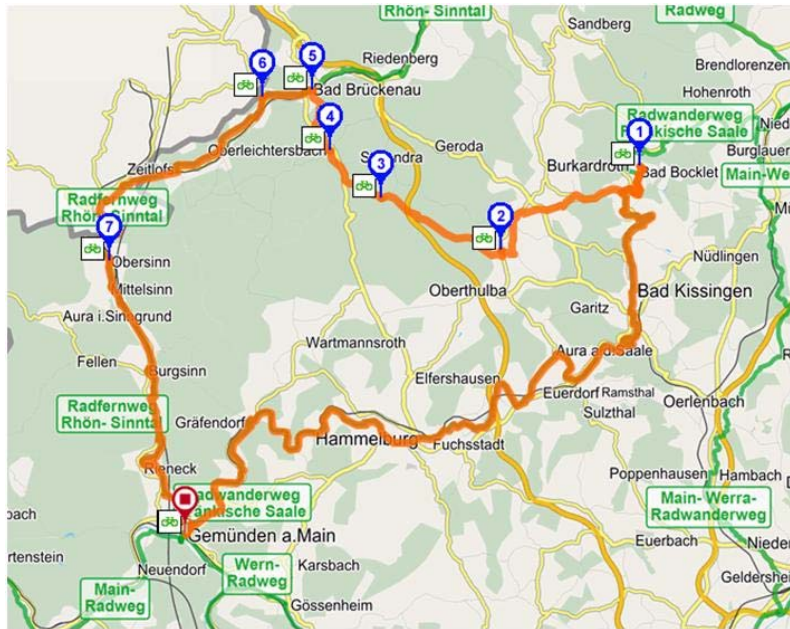 Rhön- Sinntal
Radweg
Sandberg
Riedenberg
Brendlorenzen
Hohenroth
6
5
Bad Brückenau
4
Radwanderweg
Fränkische Saale
1
Burglauer
Zeitlofs
Oberleichtersbach
3
Geroda
Burkardroth
Bad Bocklet
Main-We
Radfernweg
Rhön-Sinntal
7
2
Obersinn
Nüdlingen
Mittelsinn
Oberthulba
Garitz
Bad Kissingen
Aura i.Sinngrund
Wartmannsroth
Aura a.d.Saale
Fellen
Burgsinn
Elfershausen
Euerdorf
Ramsthal
Oerlenbach
Radfernweg
Rhön- Sinntal
Gräfendorf
Sulzthal
Hammelburg
Fuchsstadt
Rieneck
Poppenhausen
Hambach
Radwanderweg
Fränkische Saale
Main- Werra-
Radwanderweg
Gemünden a.Main
Euerbach
Niede
rtenstein
Neuendorf
Wern-
Radweg
Karsbach
Geldershei
Main-
Radweg
Gössenheim